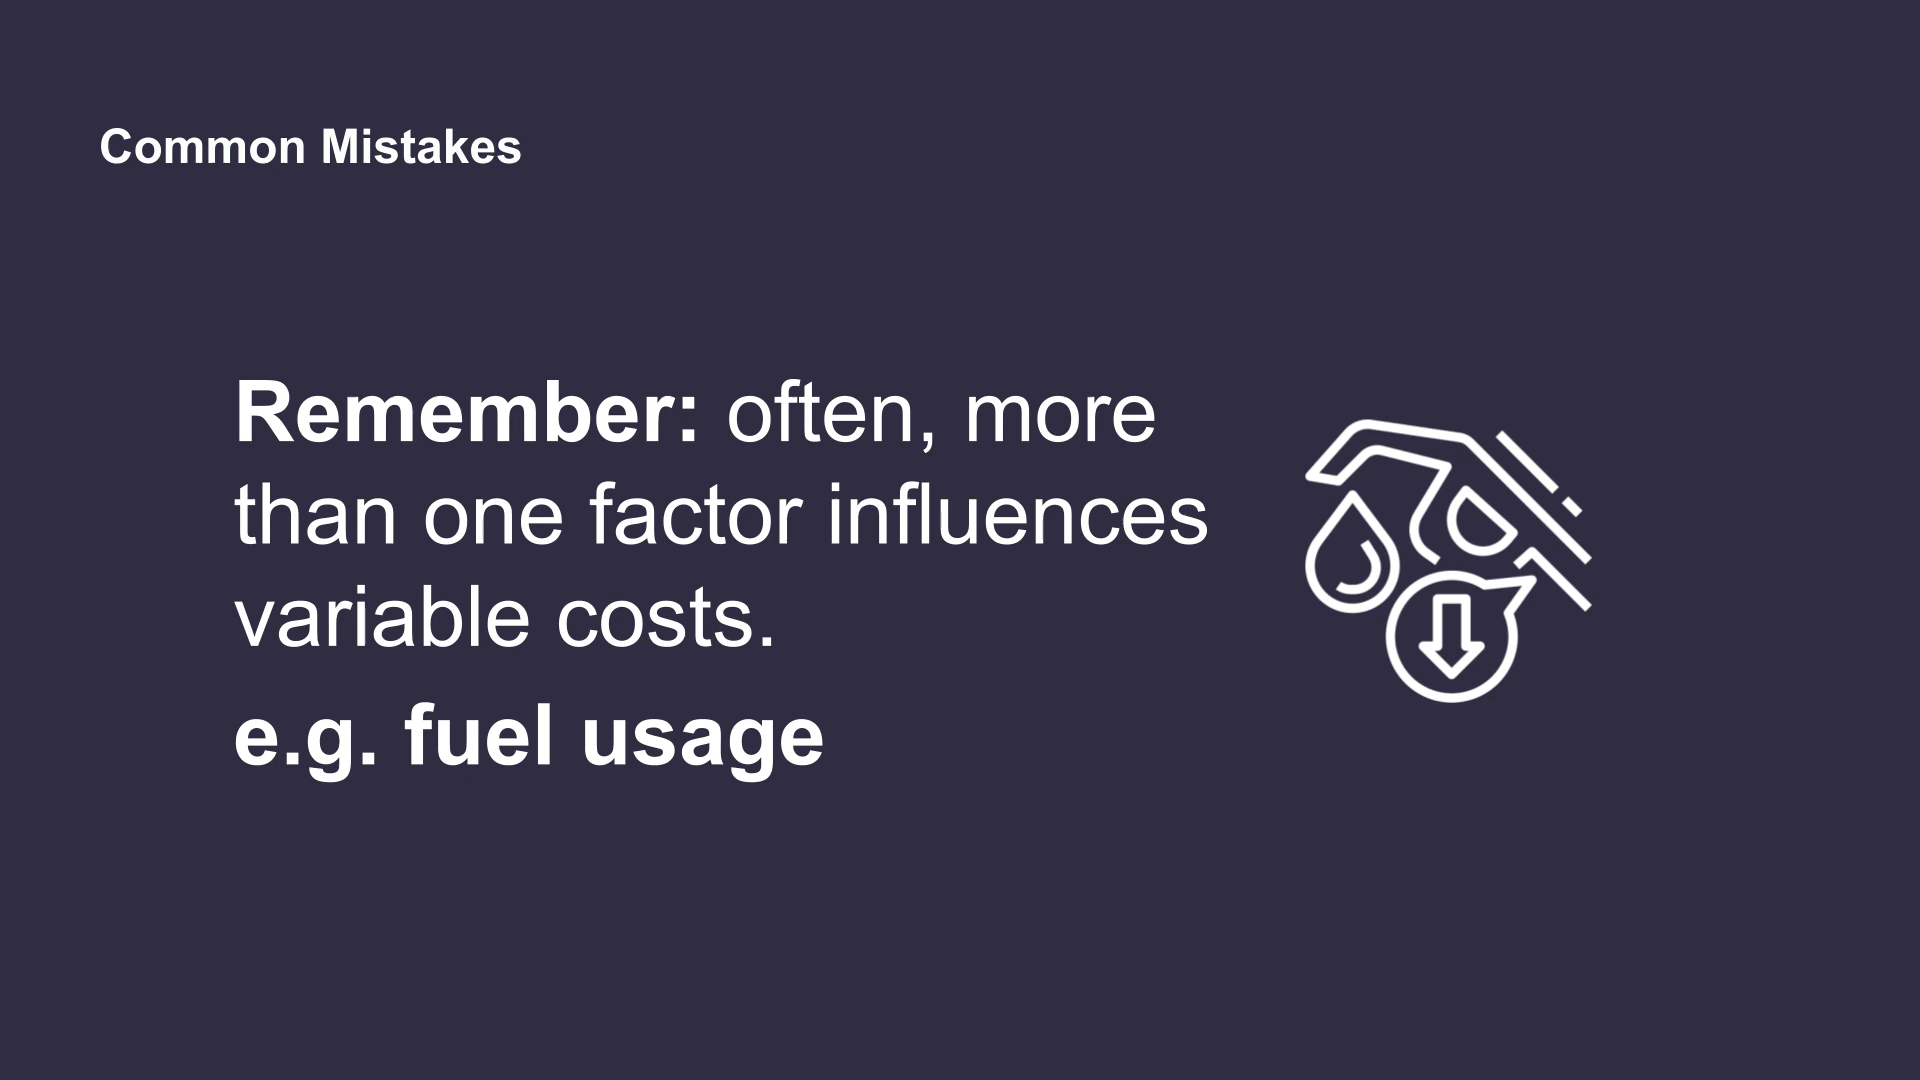 Common Mistakes
Remember: often, more
than one factor influences
variable costs.
e.g. fuel usage